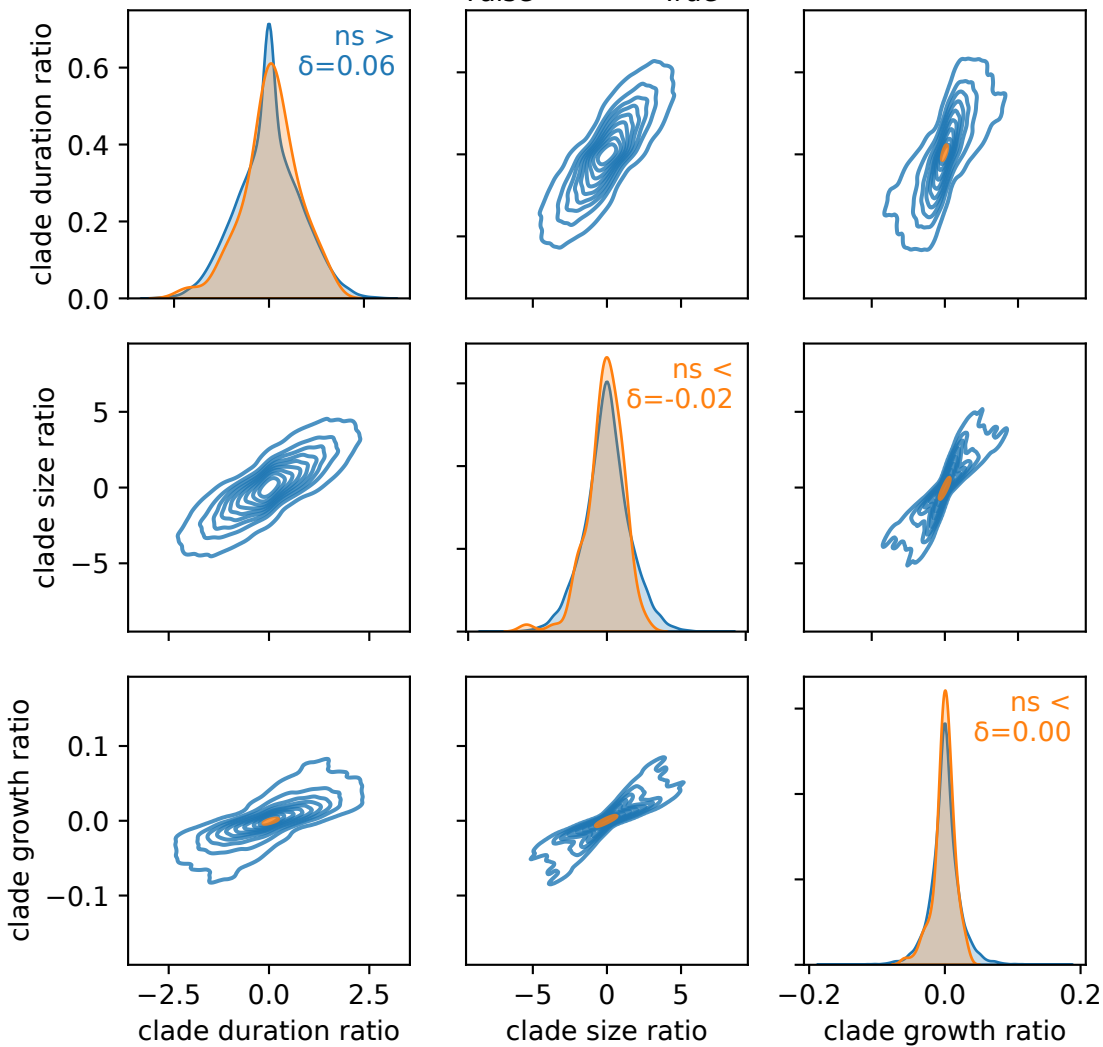 clade duration ratio
0.6
0.4
0.2
0.0
ns >
δ=0.06
clade size ratio
5
0
−5
ns <
δ=-0.02
clade growth ratio
0.1
0.0
−0.1
ns <
δ=0.00
−2.5
0.0
2.5
clade duration ratio
−5
0
5
clade size ratio
−0.2
0.0
0.2
clade growth ratio